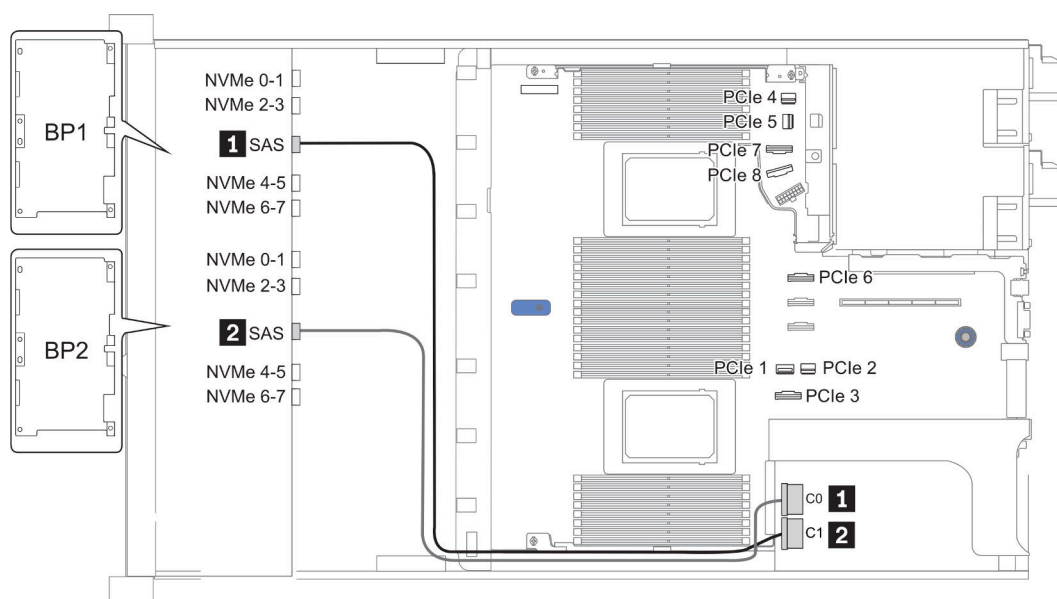 BP1
NVMe 0-1
NVMe 2-3
1 SAS
NVMe 4-5
NVMe 6-7
BP2
NVMe 0-1
NVMe 2-3
2 SAS
NVMe 4-5
NVMe 6-7
PCIe 4
PCIe 5
PCIe 7
PCIe 8
PCIe 6
PCIe 1
PCIe 2
PCIe 3
C0 1
C1 2